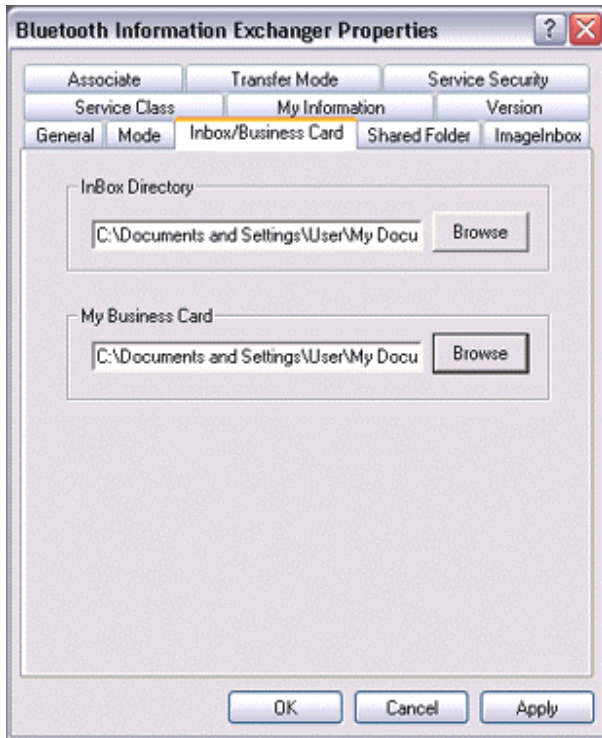 Bluetooth Information Exchanger Properties
Associate Transfer Mode Service Security
Service Class My Information Version
General Mode Inbox/Business Card Shared Folder ImageInbox
InBox Directory
C:\Documents and Settings\User\My Docu Browse
My Business Card
C:\Documents and Settings\User\My Docu Browse
OK Cancel Apply